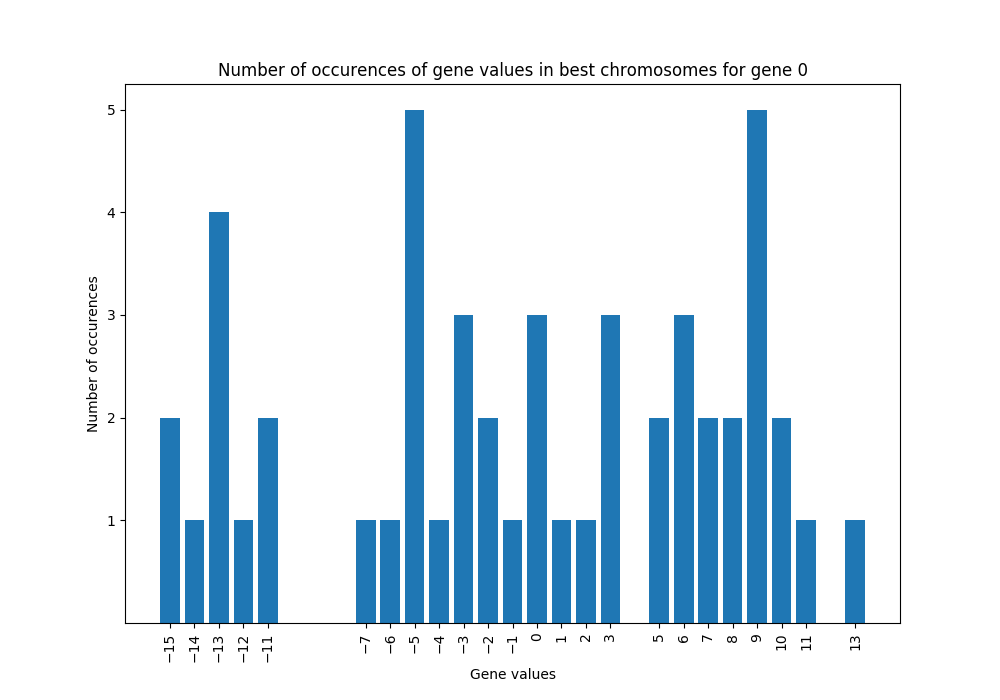 Number of occurences of gene values in best chromosomes for gene 0
Number of occurences
5
4
3
2
1
−15 −14 −13 −12 −11 −7 −6 −5 −4 −3 −2 −1 0 1 2 3 5 6 7 8 9 10 11 13
Gene values